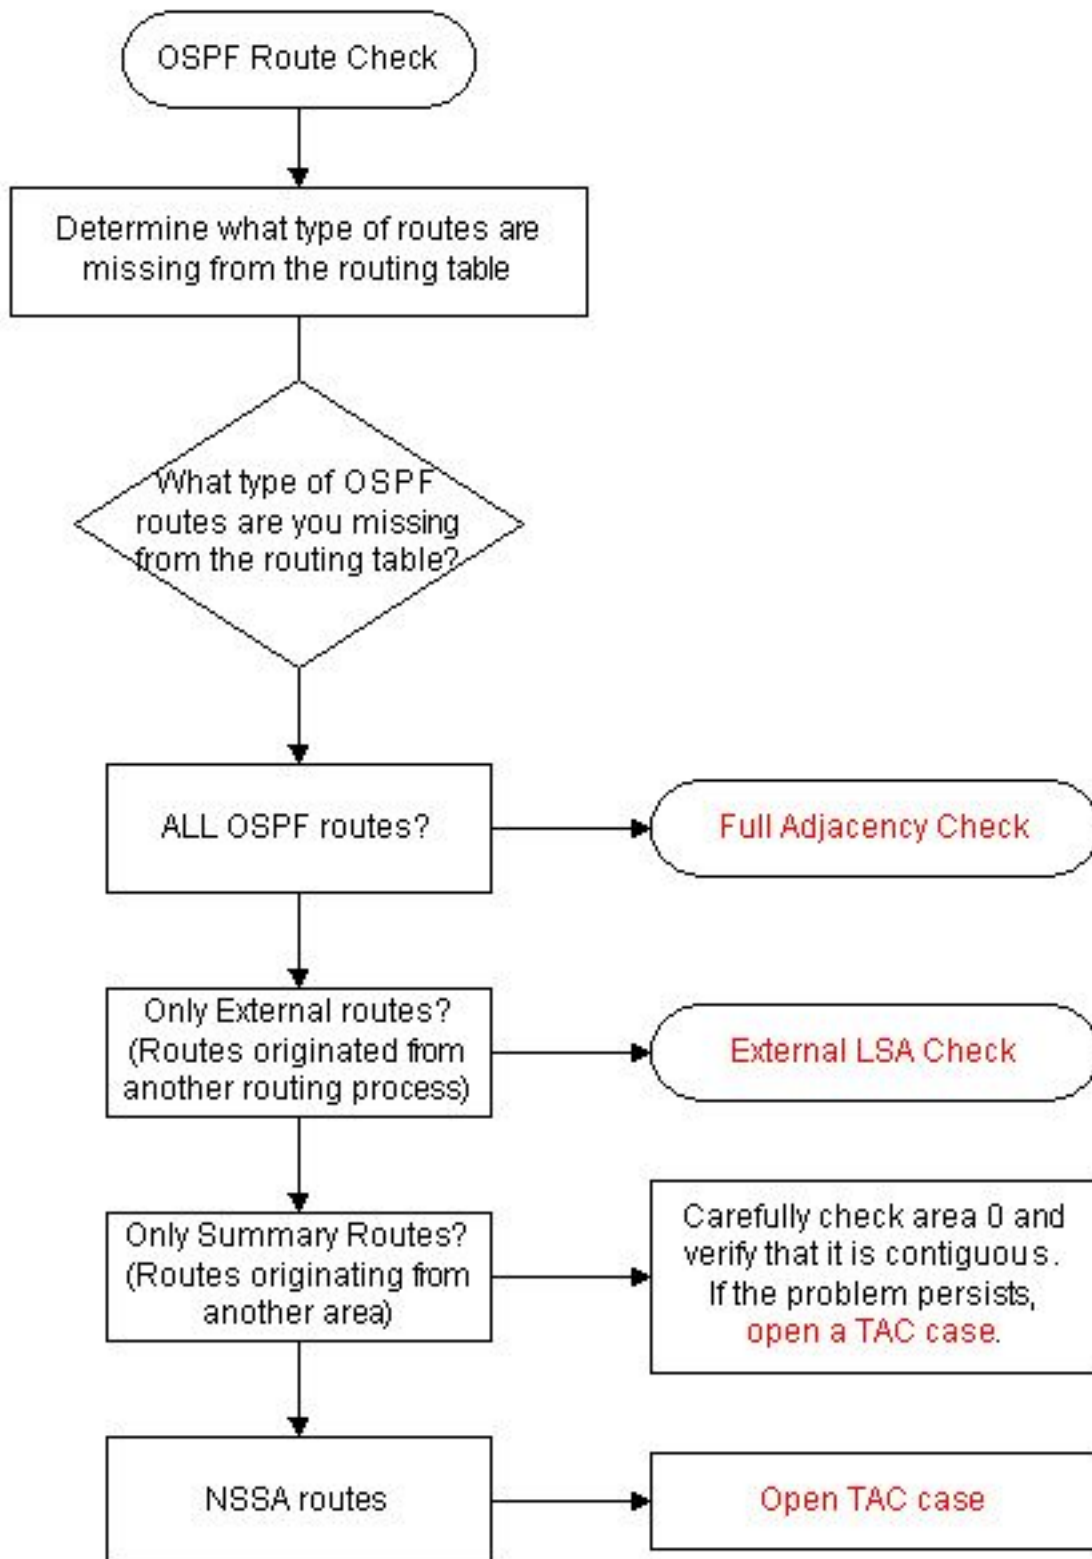 OSPF Route Check
Determine what type of routes are
missing from the routing table
What type of OSPF
routes are you missing
from the routing table?
ALL OSPF routes?
Full Adjacency Check
Only External routes?
(Routes originated from
another routing process)
External LSA Check
Only Summary Routes?
(Routes originating from
another area)
Carefully check area 0 and
verify that it is contiguous.
If the problem persists,
open a TAC case.
NSSA routes
Open TAC case